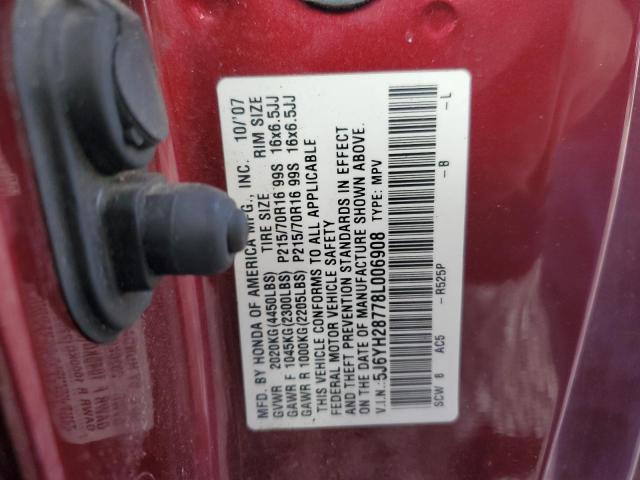 MFD. BY HONDA OF AMERICA MFG., INC. 10/'07
TIRE SIZE RIM SIZE
GVWR 2020KG(4450LBS)
GAWR F 1045KG(2300LBS) P215/70R16 99S 16x6.5JJ
GAWR R 1000KG(2205LBS) P215/70R16 99S 16x6.5JJ
THIS VEHICLE CONFORMS TO ALL APPLICABLE
FEDERAL MOTOR VEHICLE SAFETY
AND THEFT PREVENTION STANDARDS IN EFFECT
ON THE DATE OF MANUFACTURE SHOWN ABOVE.
V.I.N.:5J6YH28778L006908 TYPE: MPV
SCW 8 AC5 -R525P -B -L